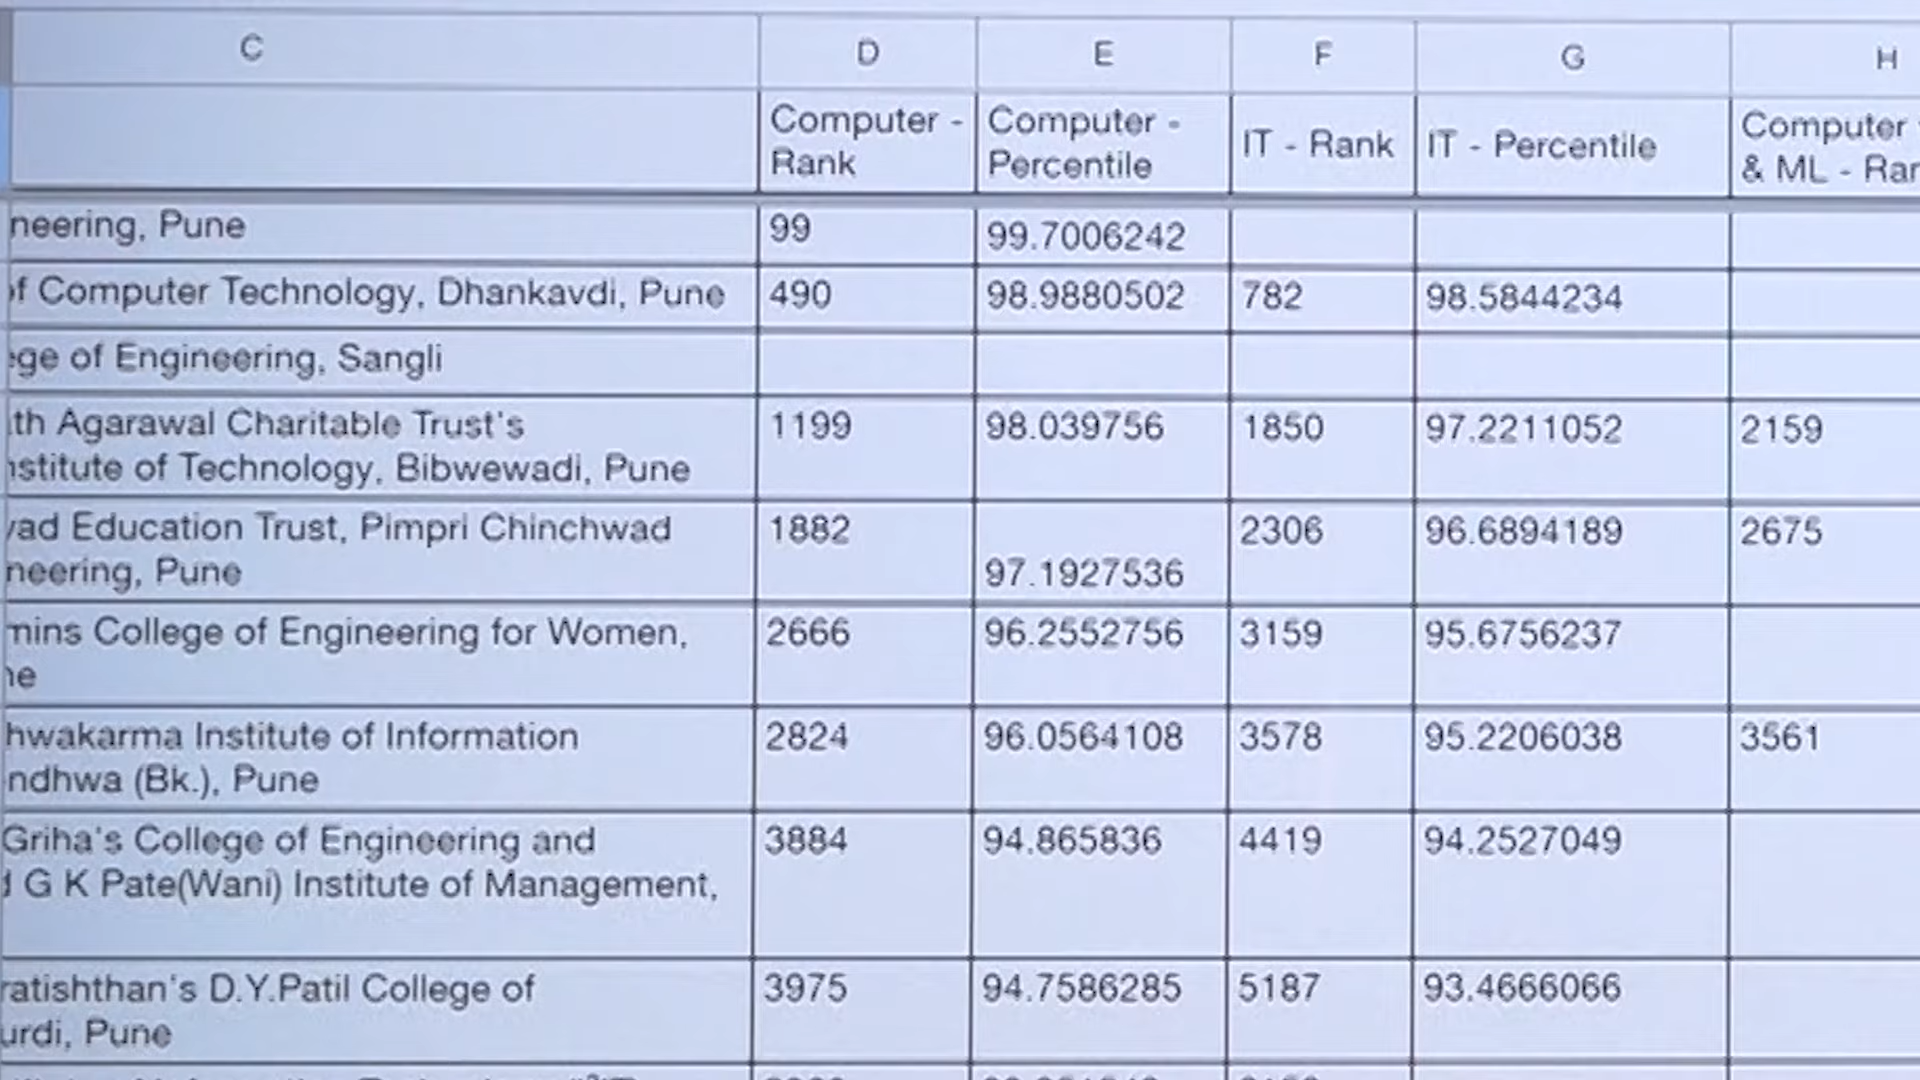 C D E F G H
Computer - Rank Computer - Percentile IT - Rank IT - Percentile Computer & ML -
neering, Pune 99 99.7006242
of Computer Technology, Dhankavdi, Pune 490 98.9880502 782 98.5844234
ege of Engineering, Sangli
th Agarawal Charitable Trust's 1199 98.039756 1850 97.2211052 2159
nstitute of Technology, Bibwewadi, Pune
Education Trust, Pimpri Chinchwad 1882 2306 96.6894189 2675
neering, Pune 97.1927536
mins College of Engineering for Women, 2666 96.2552756 3159 95.6756237
hwakarma Institute of Information 2824 96.0564108 3578 95.2206038 3561
ndhwa (Bk.), Pune
Griha's College of Engineering and 3884 94.865836 4419 94.2527049
G K Pate(Wani) Institute of Management,
ratishthan's D.Y.Patil College of 3975 94.7586285 5187 93.4666066
urdi, Pune